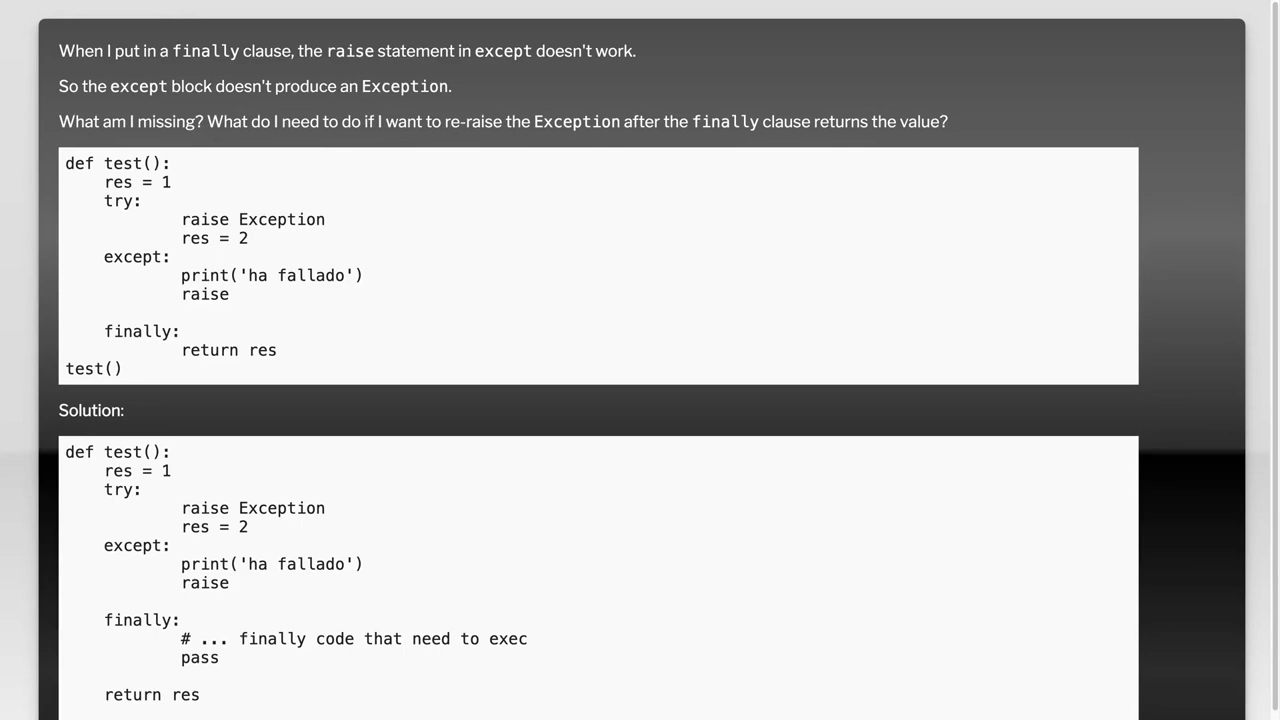 When I put in a finally clause, the raise statement in except doesn't work.
So the except block doesn't produce an Exception.
What am I missing? What do I need to do if I want to re-raise the Exception after the finally clause returns the value?
def test():
    res = 1
    try:
            raise Exception
            res = 2
    except:
            print('ha fallado')
            raise

    finally:
            return res
test()
Solution:
def test():
    res = 1
    try:
            raise Exception
            res = 2
    except:
            print('ha fallado')
            raise

    finally:
            # ... finally code that need to exec
            pass

    return res